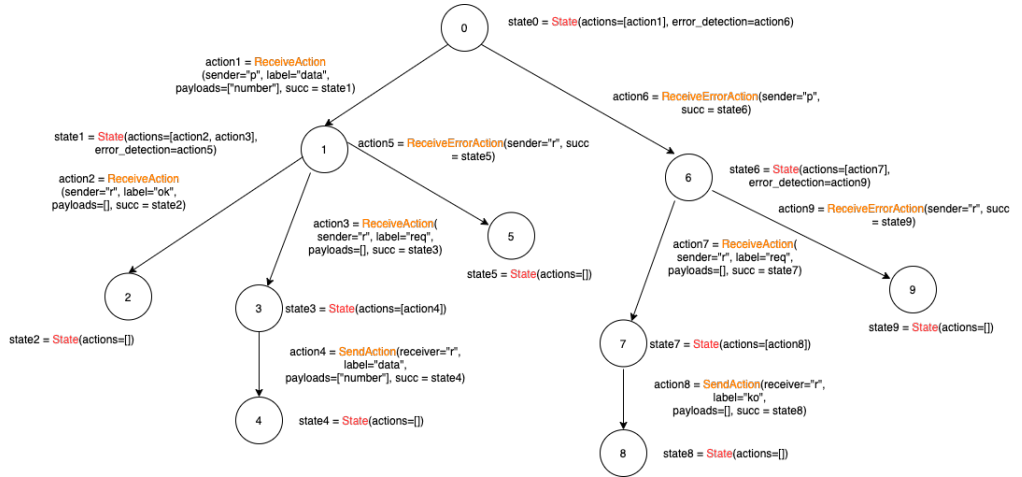 0
state0 = State(actions=[action1], error_detection=action6)
action1 = ReceiveAction
(sender="p", label="data",
payloads=["number"], succ = state1)
action6 = ReceiveErrorAction(sender="p",
succ = state6)
state1 = State(actions=[action2, action3],
error_detection=action5)
1
action5 = ReceiveErrorAction(sender="r", succ
= state5)
6
state6 = State(actions=[action7],
error_detection=action9)
action2 = ReceiveAction
(sender="r", label="ok",
payloads=[], succ = state2)
action3 = ReceiveAction(
sender="r", label="req",
payloads=[], succ = state3)
5
state5 = State(actions=[])
action7 = ReceiveAction(
sender="r", label="req",
payloads=[], succ = state7)
action9 = ReceiveErrorAction(sender="r", succ
= state9)
2
state2 = State(actions=[])
3
state3 = State(actions=[action4])
9
state9 = State(actions=[])
7
state7 = State(actions=[action8])
action4 = SendAction(receiver="r",
label="data",
payloads=["number"], succ = state4)
action8 = SendAction(receiver="r",
label="ko",
payloads=[], succ = state8)
4
state4 = State(actions=[])
8
state8 = State(actions=[])